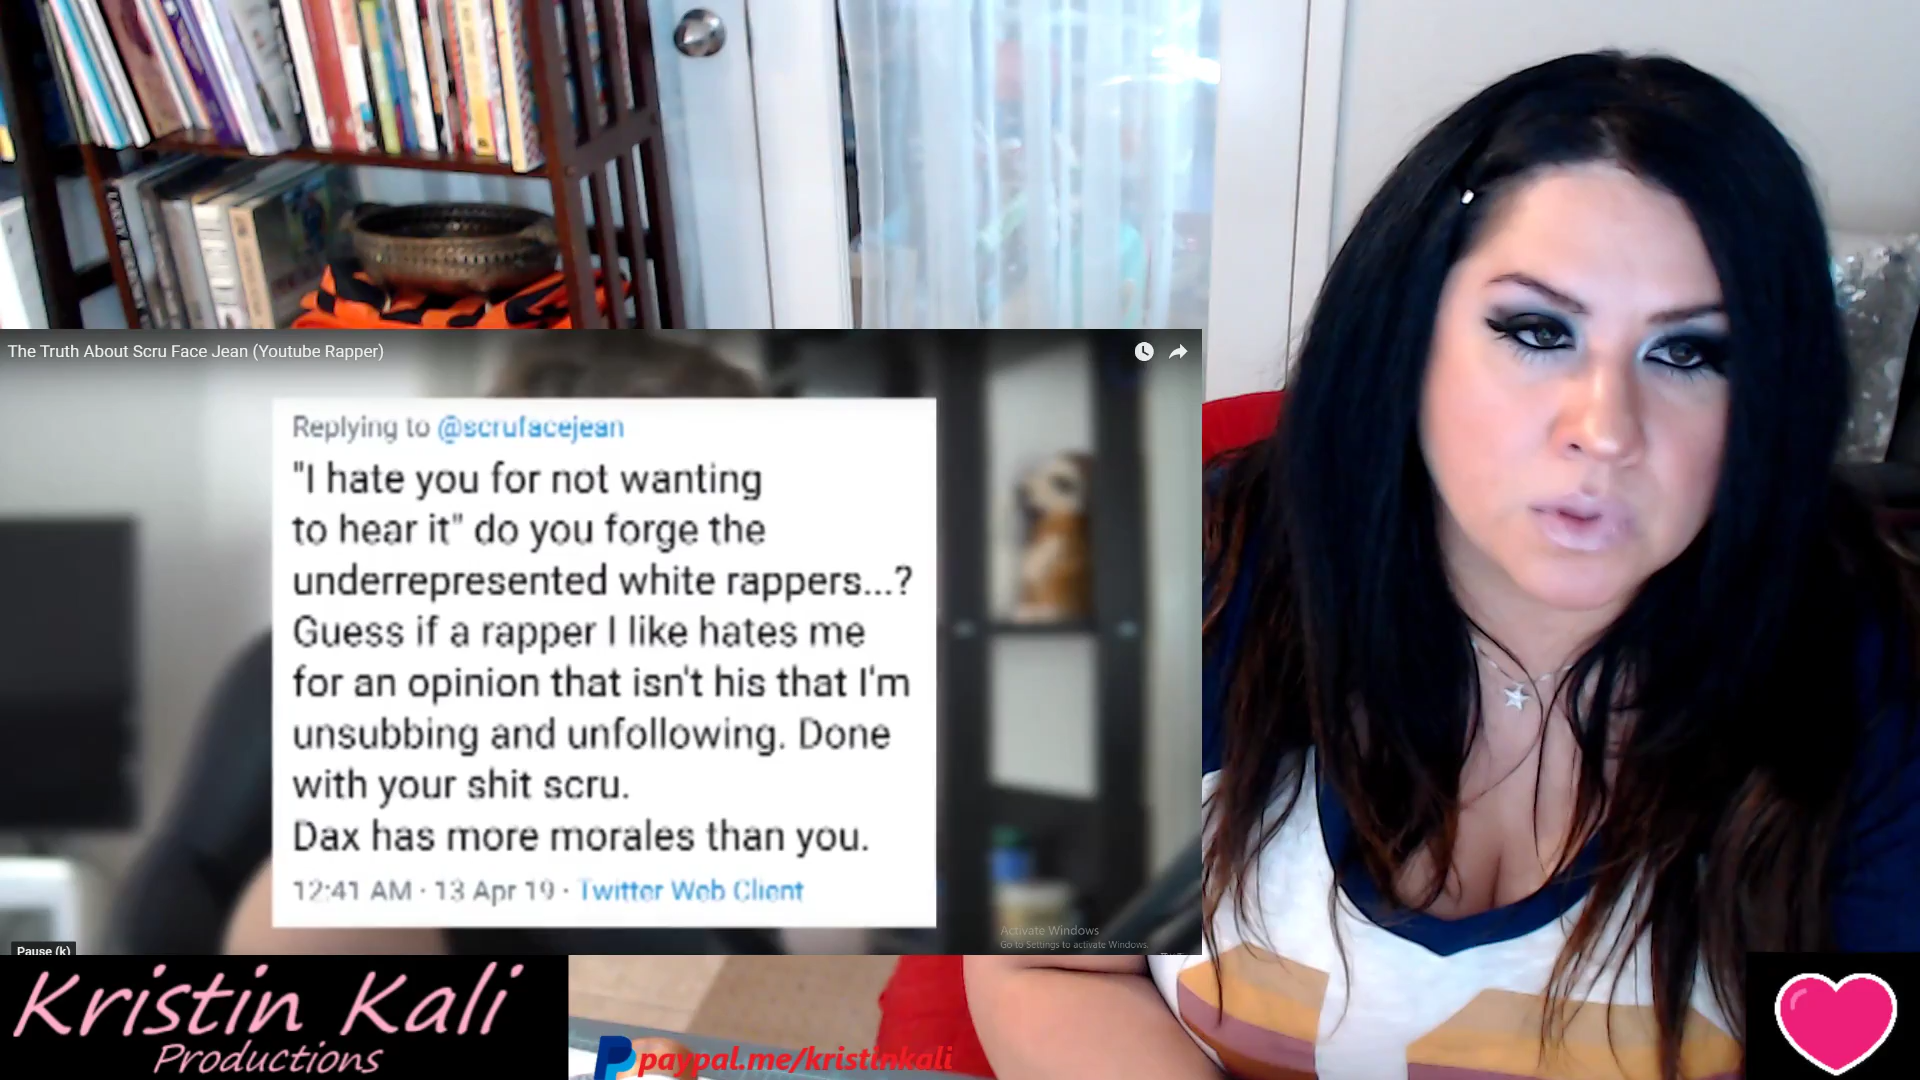 The Truth About Scru Face Jean (Youtube Rapper)
Replying to @scrufacejean
"I hate you for not wanting
to hear it" do you forge the
underrepresented white rappers...?
Guess if a rapper I like hates me
for an opinion that isn't his that I'm
unsubbing and unfollowing. Done
with your shit scru.
Dax has more morales than you.
12:41 AM · 13 Apr 19 · Twitter Web Client
Activate Windows
Go to Settings to activate Windows.
Pause (k)
Kristin Kali
Productions
paypal.me/kristinkali